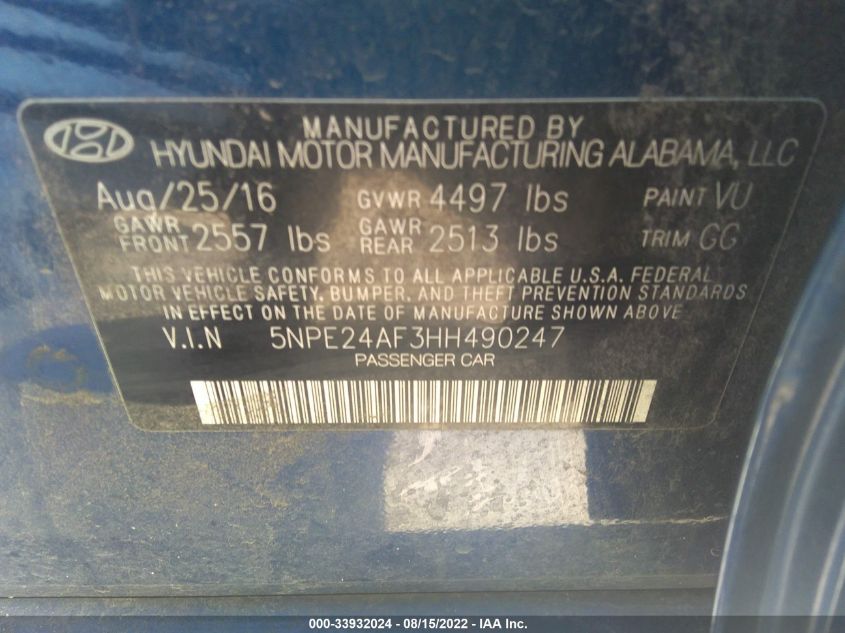 MANUFACTURED BY
HYUNDAI MOTOR MANUFACTURING ALABAMA, LLC
Aug/25/16 GVWR 4497 lbs PAINT VU
GAWR FRONT 2557 lbs GAWR REAR 2513 lbs TRIM GG
THIS VEHICLE CONFORMS TO ALL APPLICABLE U.S.A. FEDERAL
MOTOR VEHICLE SAFETY, BUMPER, AND THEFT PREVENTION STANDARDS
IN EFFECT ON THE DATE OF MANUFACTURE SHOWN ABOVE.
V.I.N 5NPE24AF3HH490247
PASSENGER CAR
000-33932024 - 08/15/2022 - IAA Inc.